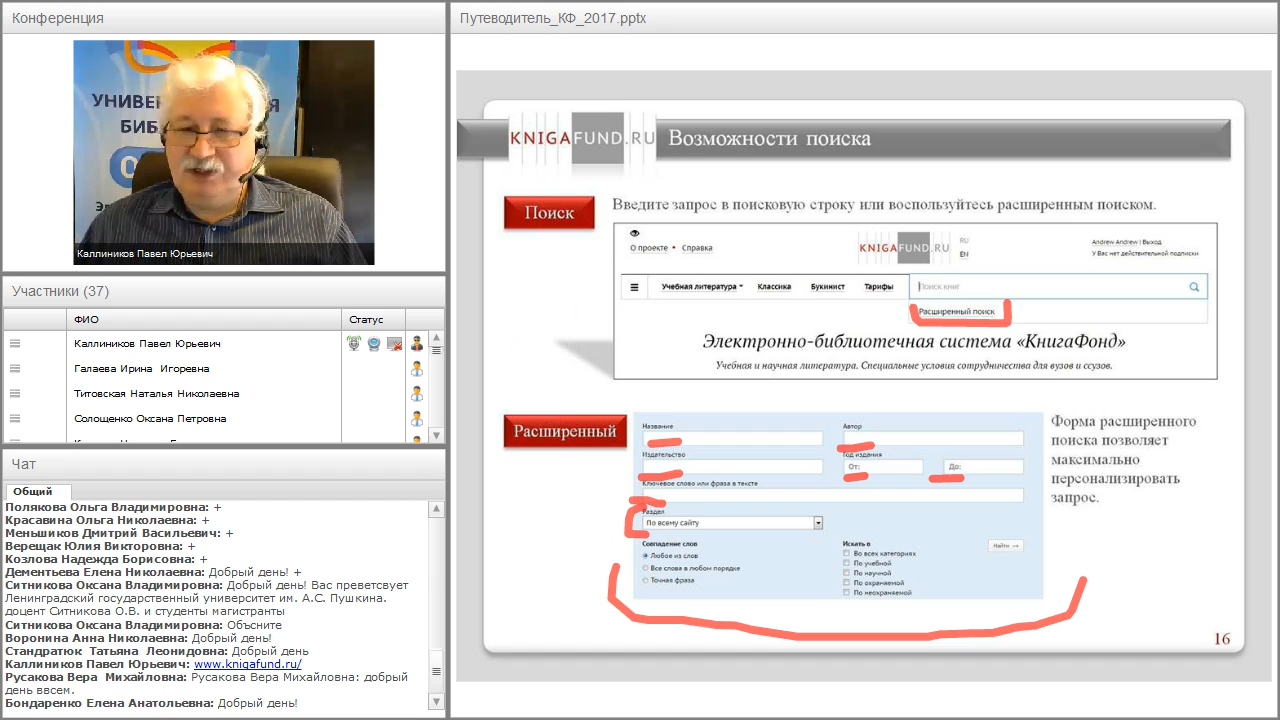 Конференция
УНИВЕ
БИБ
Каллиников Павел Юрьевич
Участники (37)
ФИО
Статус
Каллиников Павел Юрьевич
Галаева Ирина Игоревна
Титовская Наталья Николаевна
Солощенко Оксана Петровна
Чат
Общий
Полякова Ольга Владимировна: +
Красавина Ольга Николаевна: +
Меньшиков Дмитрий Васильевич: +
Верещак Юлия Викторовна: +
Козлова Надежда Борисовна: +
Дементьева Елена Николаевна: Добрый день! +
Ситникова Оксана Владимировна: Добрый день! Вас преветсвует
Ленинградский государственный университет им. А.С. Пушкина.
доцент Ситникова О.В. и студенты магистранты
Ситникова Оксана Владимировна: Объсните
Воронина Анна Николаевна: Добрый день!
Стандратюк Татьяна Леонидовна: Добрый день
Каллиников Павел Юрьевич: www.knigafund.ru/
Русакова Вера Михайловна: Русакова Вера Михайловна: добрый
день ввсем.
Бондаренко Елена Анатольевна: Добрый день!
Путеводитель_КФ_2017.pptx
KNIGAFUND.RU Возможности поиска
Поиск
Введите запрос в поисковую строку или воспользуйтесь расширенным поиском.
О проекте • Справка
KNIGAFUND.RU
RU
EN
Andrew Andrew | Выход
У Вас нет действительной подписки
Учебная литература Классика Букинист Тарифы
Поиск книг
Расширенный поиск
Электронно-библиотечная система «КнигаФонд»
Учебная и научная литература. Специальные условия сотрудничества для вузов и ссузов.
Расширенный
Название
Автор
Издательство
Год издания
От:
До:
Ключевое слово или фраза в тексте
Раздел
По всему сайту
Совпадение слов
Любое из слов
Все слова в любом порядке
Точная фраза
Искать в
Во всех категориях
По учебной
По научной
По охраняемой
По неохраняемой
Найти →
Форма расширенного
поиска позволяет
максимально
персонализировать
запрос.
16